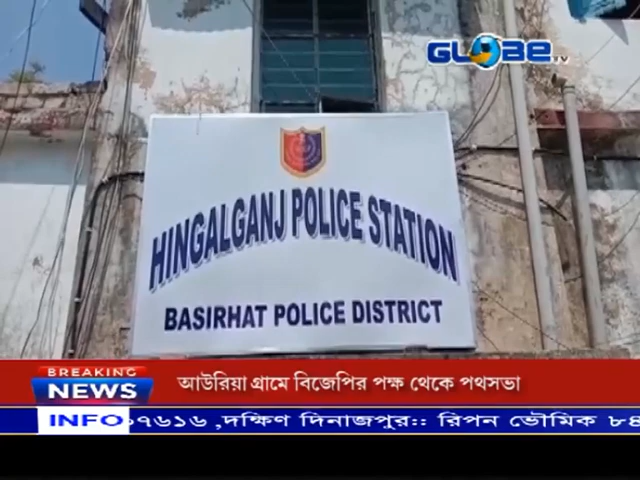 GLOBE TV
HINGALGANJ POLICE STATION
BASIRHAT POLICE DISTRICT
BREAKING
NEWS
আউরিয়া গ্রামে বিজেপির পক্ষ থেকে পথসভা
INFO
৭৬১৬ ,দক্ষিণ দিনাজপুর:: রিপন ভৌমিক ৮৪